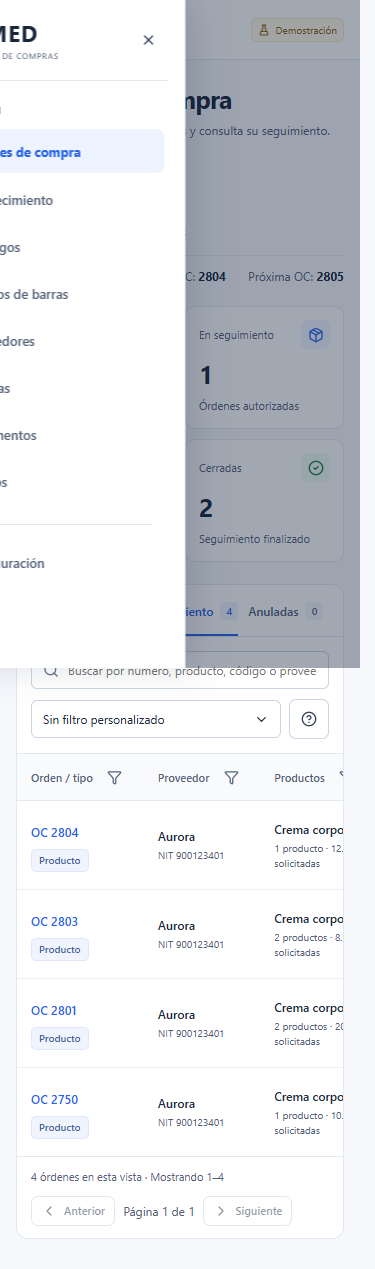 MED
DE COMPRAS
es de compra
ecimiento
gos
os de barras
edores
as
mentos
os
uración
Demostración
mpra
y consulta su seguimiento.
C: 2804 Próxima OC: 2805
En seguimiento
1
Órdenes autorizadas
Cerradas
2
Seguimiento finalizado
iento 4 Anuladas 0
Buscar por número, producto, código o provee
Sin filtro personalizado
Orden / tipo Proveedor Productos
OC 2804
Producto
Aurora
NIT 900123401
Crema corpo
1 producto · 12.
solicitadas
OC 2803
Producto
Aurora
NIT 900123401
Crema corpo
2 productos · 8.
solicitadas
OC 2801
Producto
Aurora
NIT 900123401
Crema corpo
2 productos · 20
solicitadas
OC 2750
Producto
Aurora
NIT 900123401
Crema corpo
1 producto · 10.
solicitadas
4 órdenes en esta vista · Mostrando 1–4
Anterior Página 1 de 1 Siguiente